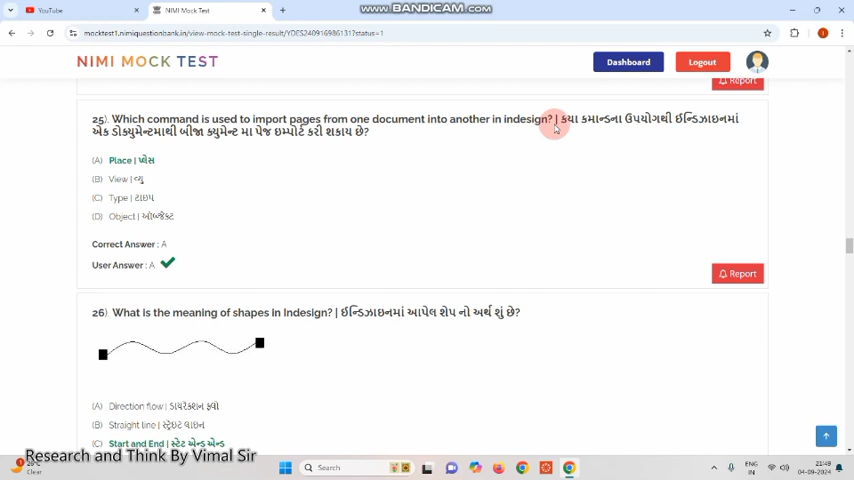 www.BANDICAM.com
YouTube
NIMI Mock Test
mocktest1.nimiquestionbank.in/view-mock-test-single-result/YDES240916986131?status=1
NIMI MOCK TEST
Dashboard
Logout
Report
25). Which command is used to import pages from one document into another in indesign? | કયા કમાન્ડના ઉપયોગથી ઈન્ડિઝાઇનમાં
એક ડોક્યુમેન્ટમાથી બીજા ક્યુમેન્ટ મા પેજ ઇમ્પોર્ટ કરી શકાય છે?
(A) Place | પ્લેસ
(B) View | વ્યુ
(C) Type | ટાઇપ
(D) Object | ઓબ્જેક્ટ
Correct Answer : A
User Answer : A
Report
26). What is the meaning of shapes in Indesign? | ઈન્ડિઝાઇનમાં આપેલ શેપ નો અર્થ શું છે?
(A) Direction flow | ડાયરેકશન ફ્લો
(B) Straight line | સ્ટ્રેઇટ લાઇન
(C) Start and End | સ્ટેટ એન્ડ એન્ડ
Research and Think By Vimal Sir
Clear
Search
ENG
IN
21:49
04-09-2024